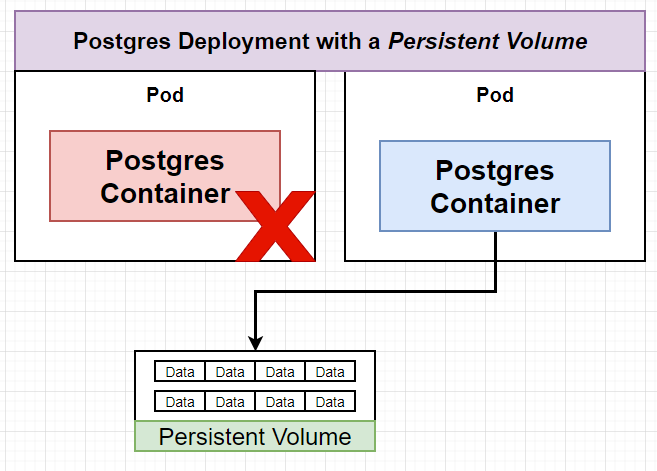 Postgres Deployment with a Persistent Volume
Pod
Pod
Postgres
Container
Postgres
Container
Data Data Data Data
Data Data Data Data
Persistent Volume